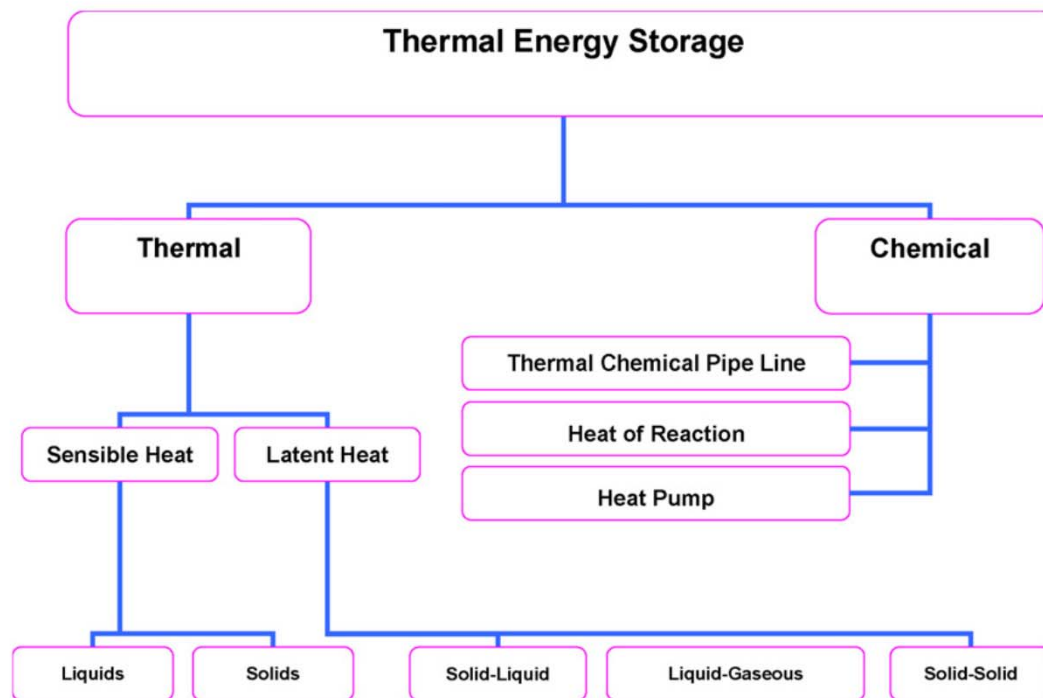 Thermal Energy Storage
Thermal
Chemical
Thermal Chemical Pipe Line
Heat of Reaction
Sensible Heat
Latent Heat
Heat Pump
Liquids
Solids
Solid-Liquid
Liquid-Gaseous
Solid-Solid